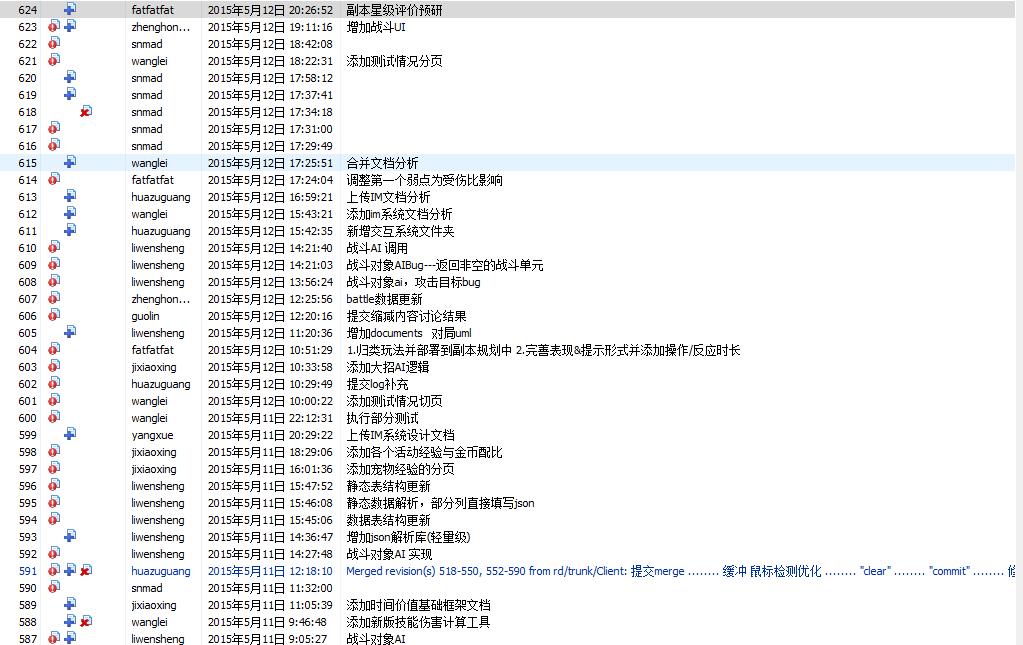 624 fatfatfat 2015年5月12日 20:26:52 副本星级评价预研
623 zhenghon... 2015年5月12日 19:11:16 增加战斗UI
622 snmad 2015年5月12日 18:42:08
621 wanglei 2015年5月12日 18:22:31 添加测试情况分页
620 snmad 2015年5月12日 17:58:12
619 snmad 2015年5月12日 17:37:41
618 snmad 2015年5月12日 17:34:18
617 snmad 2015年5月12日 17:31:00
616 snmad 2015年5月12日 17:29:49
615 wanglei 2015年5月12日 17:25:51 合并文档分析
614 fatfatfat 2015年5月12日 17:24:04 调整第一个弱点为受伤比影响
613 huazuguang 2015年5月12日 16:59:21 上传IM文档分析
612 wanglei 2015年5月12日 15:43:21 添加im系统文档分析
611 huazuguang 2015年5月12日 15:42:35 新增交互系统文件夹
610 liwensheng 2015年5月12日 14:21:40 战斗AI 调用
609 liwensheng 2015年5月12日 14:21:03 战斗对象AIBug---返回非空的战斗单元
608 liwensheng 2015年5月12日 13:56:24 战斗对象ai，攻击目标bug
607 zhenghon... 2015年5月12日 12:25:56 battle数据更新
606 guolin 2015年5月12日 12:20:16 提交缩减内容讨论结果
605 liwensheng 2015年5月12日 11:20:36 增加documents 对局uml
604 fatfatfat 2015年5月12日 10:51:29 1.归类玩法并部署到副本规划中 2.完善表现&提示形式并添加操作/反应时长
603 jixiaoxing 2015年5月12日 10:33:58 添加大招AI逻辑
602 huazuguang 2015年5月12日 10:29:49 提交log补充
601 wanglei 2015年5月12日 10:00:22 添加测试情况切页
600 wanglei 2015年5月11日 22:12:31 执行部分测试
599 yangxue 2015年5月11日 20:29:22 上传IM系统设计文档
598 jixiaoxing 2015年5月11日 18:29:06 添加各个活动经验与金币配比
597 jixiaoxing 2015年5月11日 16:01:36 添加宠物经验的分页
596 liwensheng 2015年5月11日 15:47:52 静态表结构更新
595 liwensheng 2015年5月11日 15:46:08 静态数据解析，部分列直接填写json
594 liwensheng 2015年5月11日 15:45:06 数据表结构更新
593 liwensheng 2015年5月11日 14:36:47 增加json解析库(轻量级)
592 liwensheng 2015年5月11日 14:27:48 战斗对象AI 实现
591 huazuguang 2015年5月11日 12:18:10 Merged revision(s) 518-550, 552-590 from rd/trunk/Client: 提交merge ........ 缓冲 鼠标检测优化 ........ "clear" ........ "commit" ........ 修
590 snmad 2015年5月11日 11:32:00
589 jixiaoxing 2015年5月11日 11:05:39 添加时间价值基础框架文档
588 wanglei 2015年5月11日 9:46:48 添加新版技能伤害计算工具
587 liwensheng 2015年5月11日 9:05:27 战斗对象AI